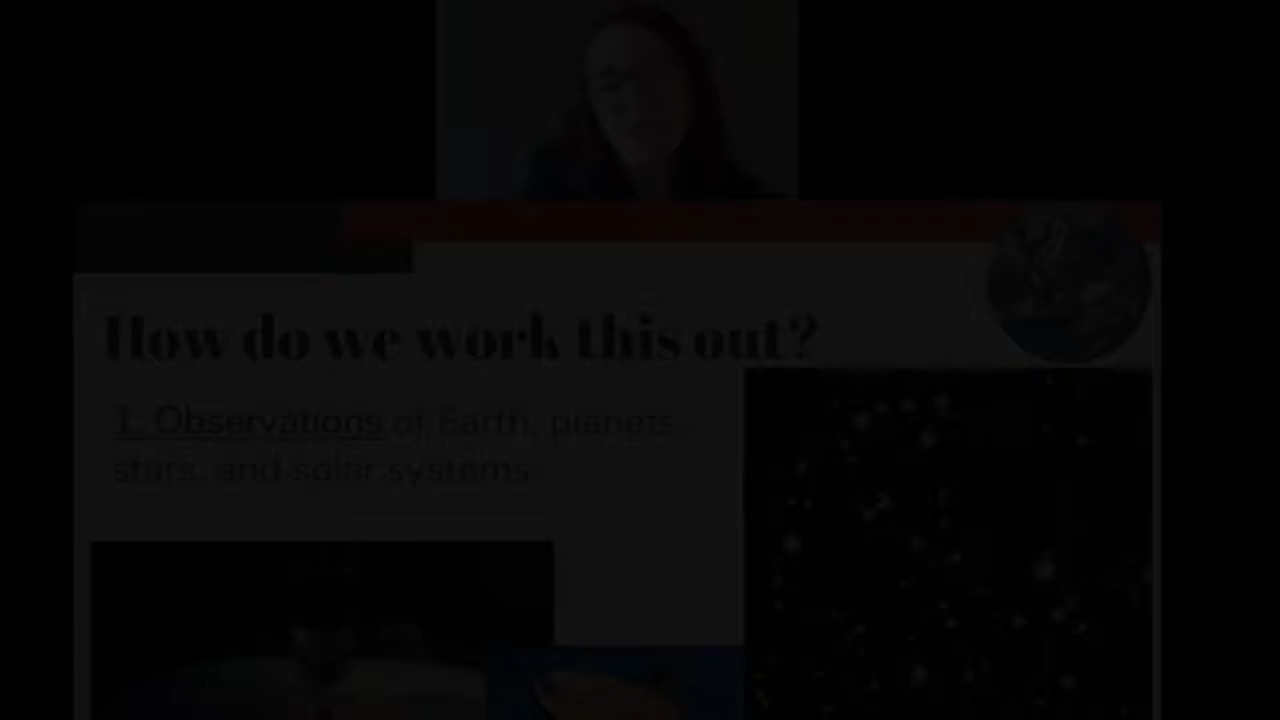 How do we work this out?
1. Observations of Earth, planets,
stars, and solar systems